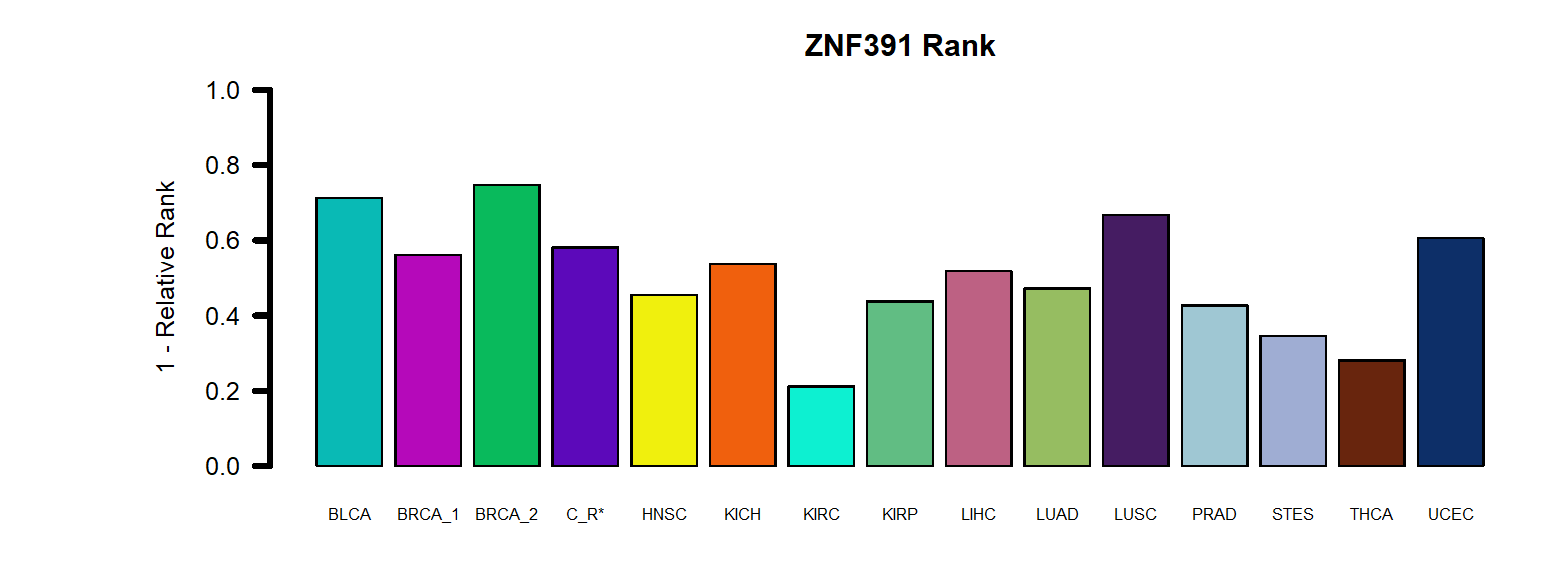 ZNF391 Rank
1 - Relative Rank
1.0
0.8
0.6
0.4
0.2
0.0
BLCA BRCA_1 BRCA_2 C_R* HNSC KICH KIRC KIRP LIHC LUAD LUSC PRAD STES THCA UCEC